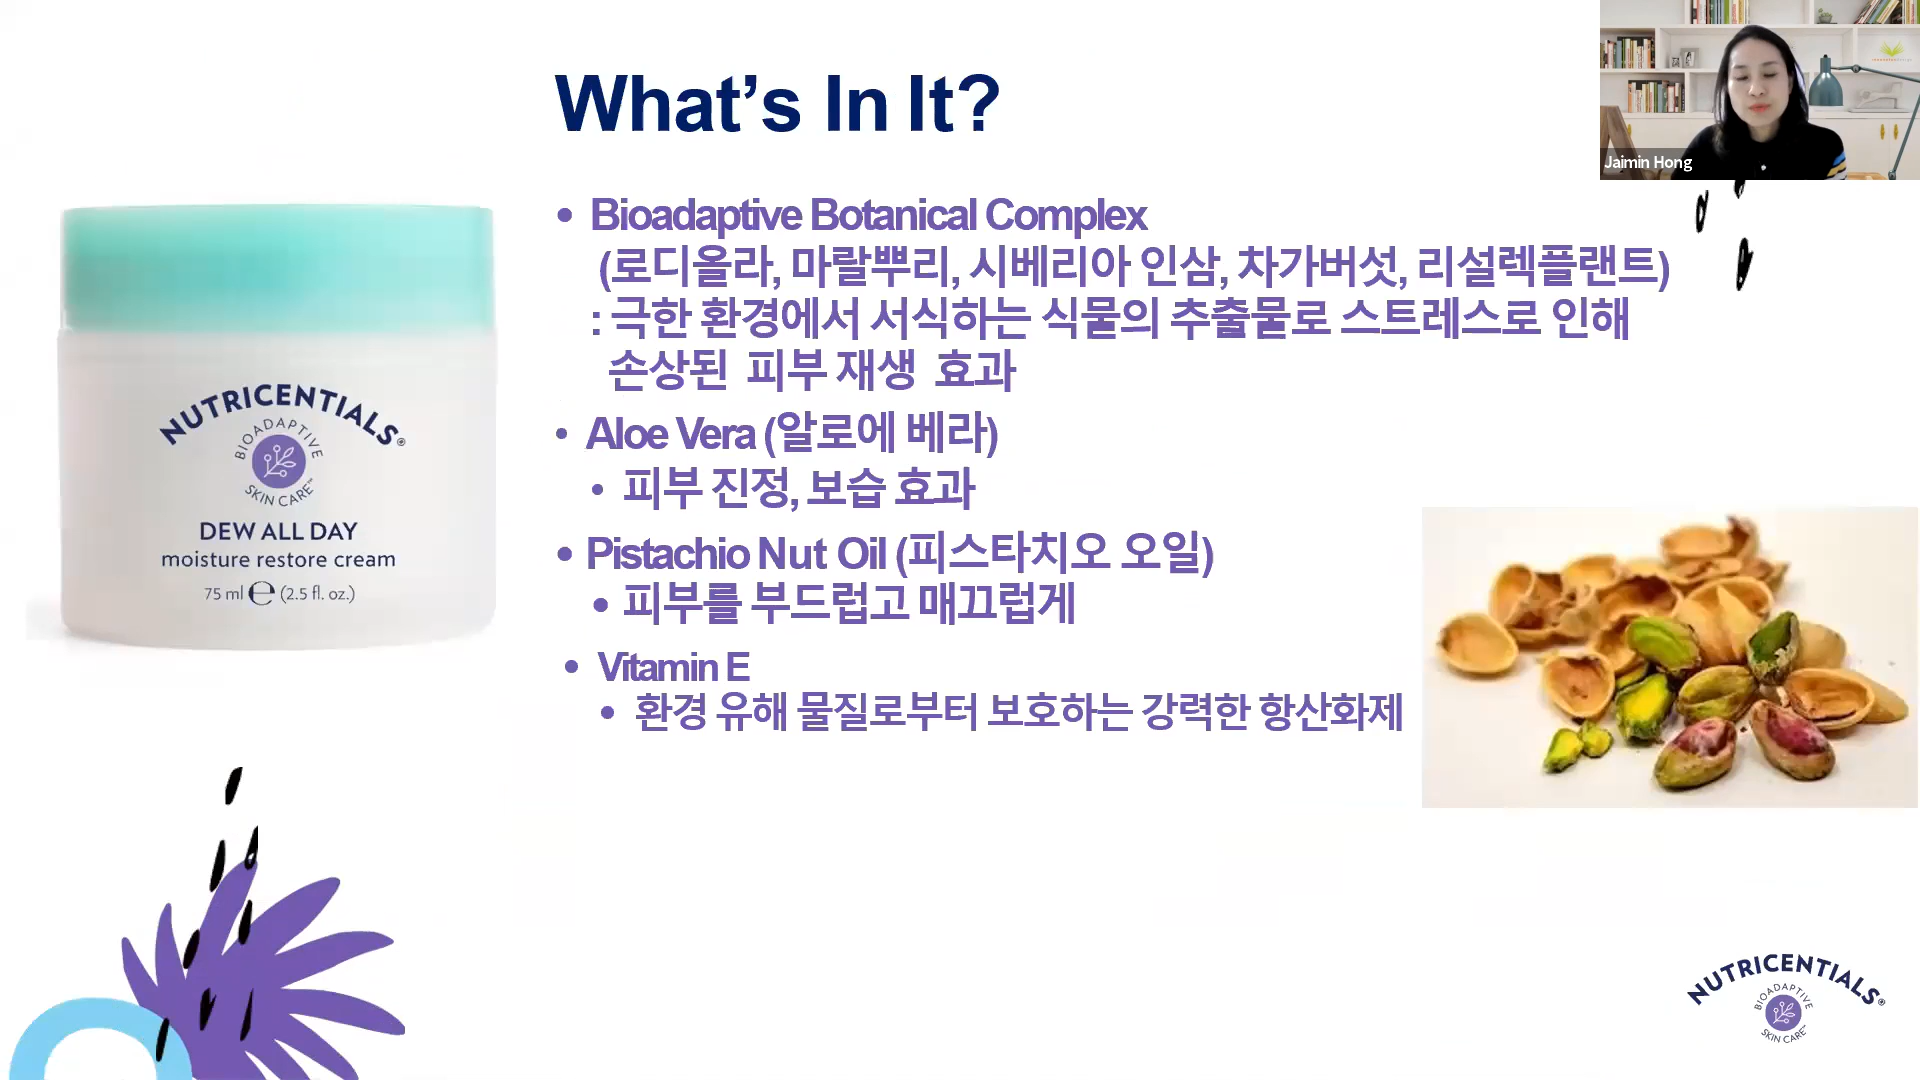 What's In It?
Jaimin Hong
• Bioadaptive Botanical Complex
(로디올라, 마랄뿌리, 시베리아 인삼, 차가버섯, 리설렉플랜트)
: 극한 환경에서 서식하는 식물의 추출물로 스트레스로 인해
손상된 피부 재생 효과
• Aloe Vera (알로에 베라)
• 피부 진정, 보습 효과
• Pistachio Nut Oil (피스타치오 오일)
• 피부를 부드럽고 매끄럽게
• Vitamin E
• 환경 유해 물질로부터 보호하는 강력한 항산화제
NUTRICENTIALS®
BIOADAPTIVE
SKIN CARE™
DEW ALL DAY
moisture restore cream
75 ml ℮ (2.5 fl. oz.)
NUTRICENTIALS®
BIOADAPTIVE
SKIN CARE™